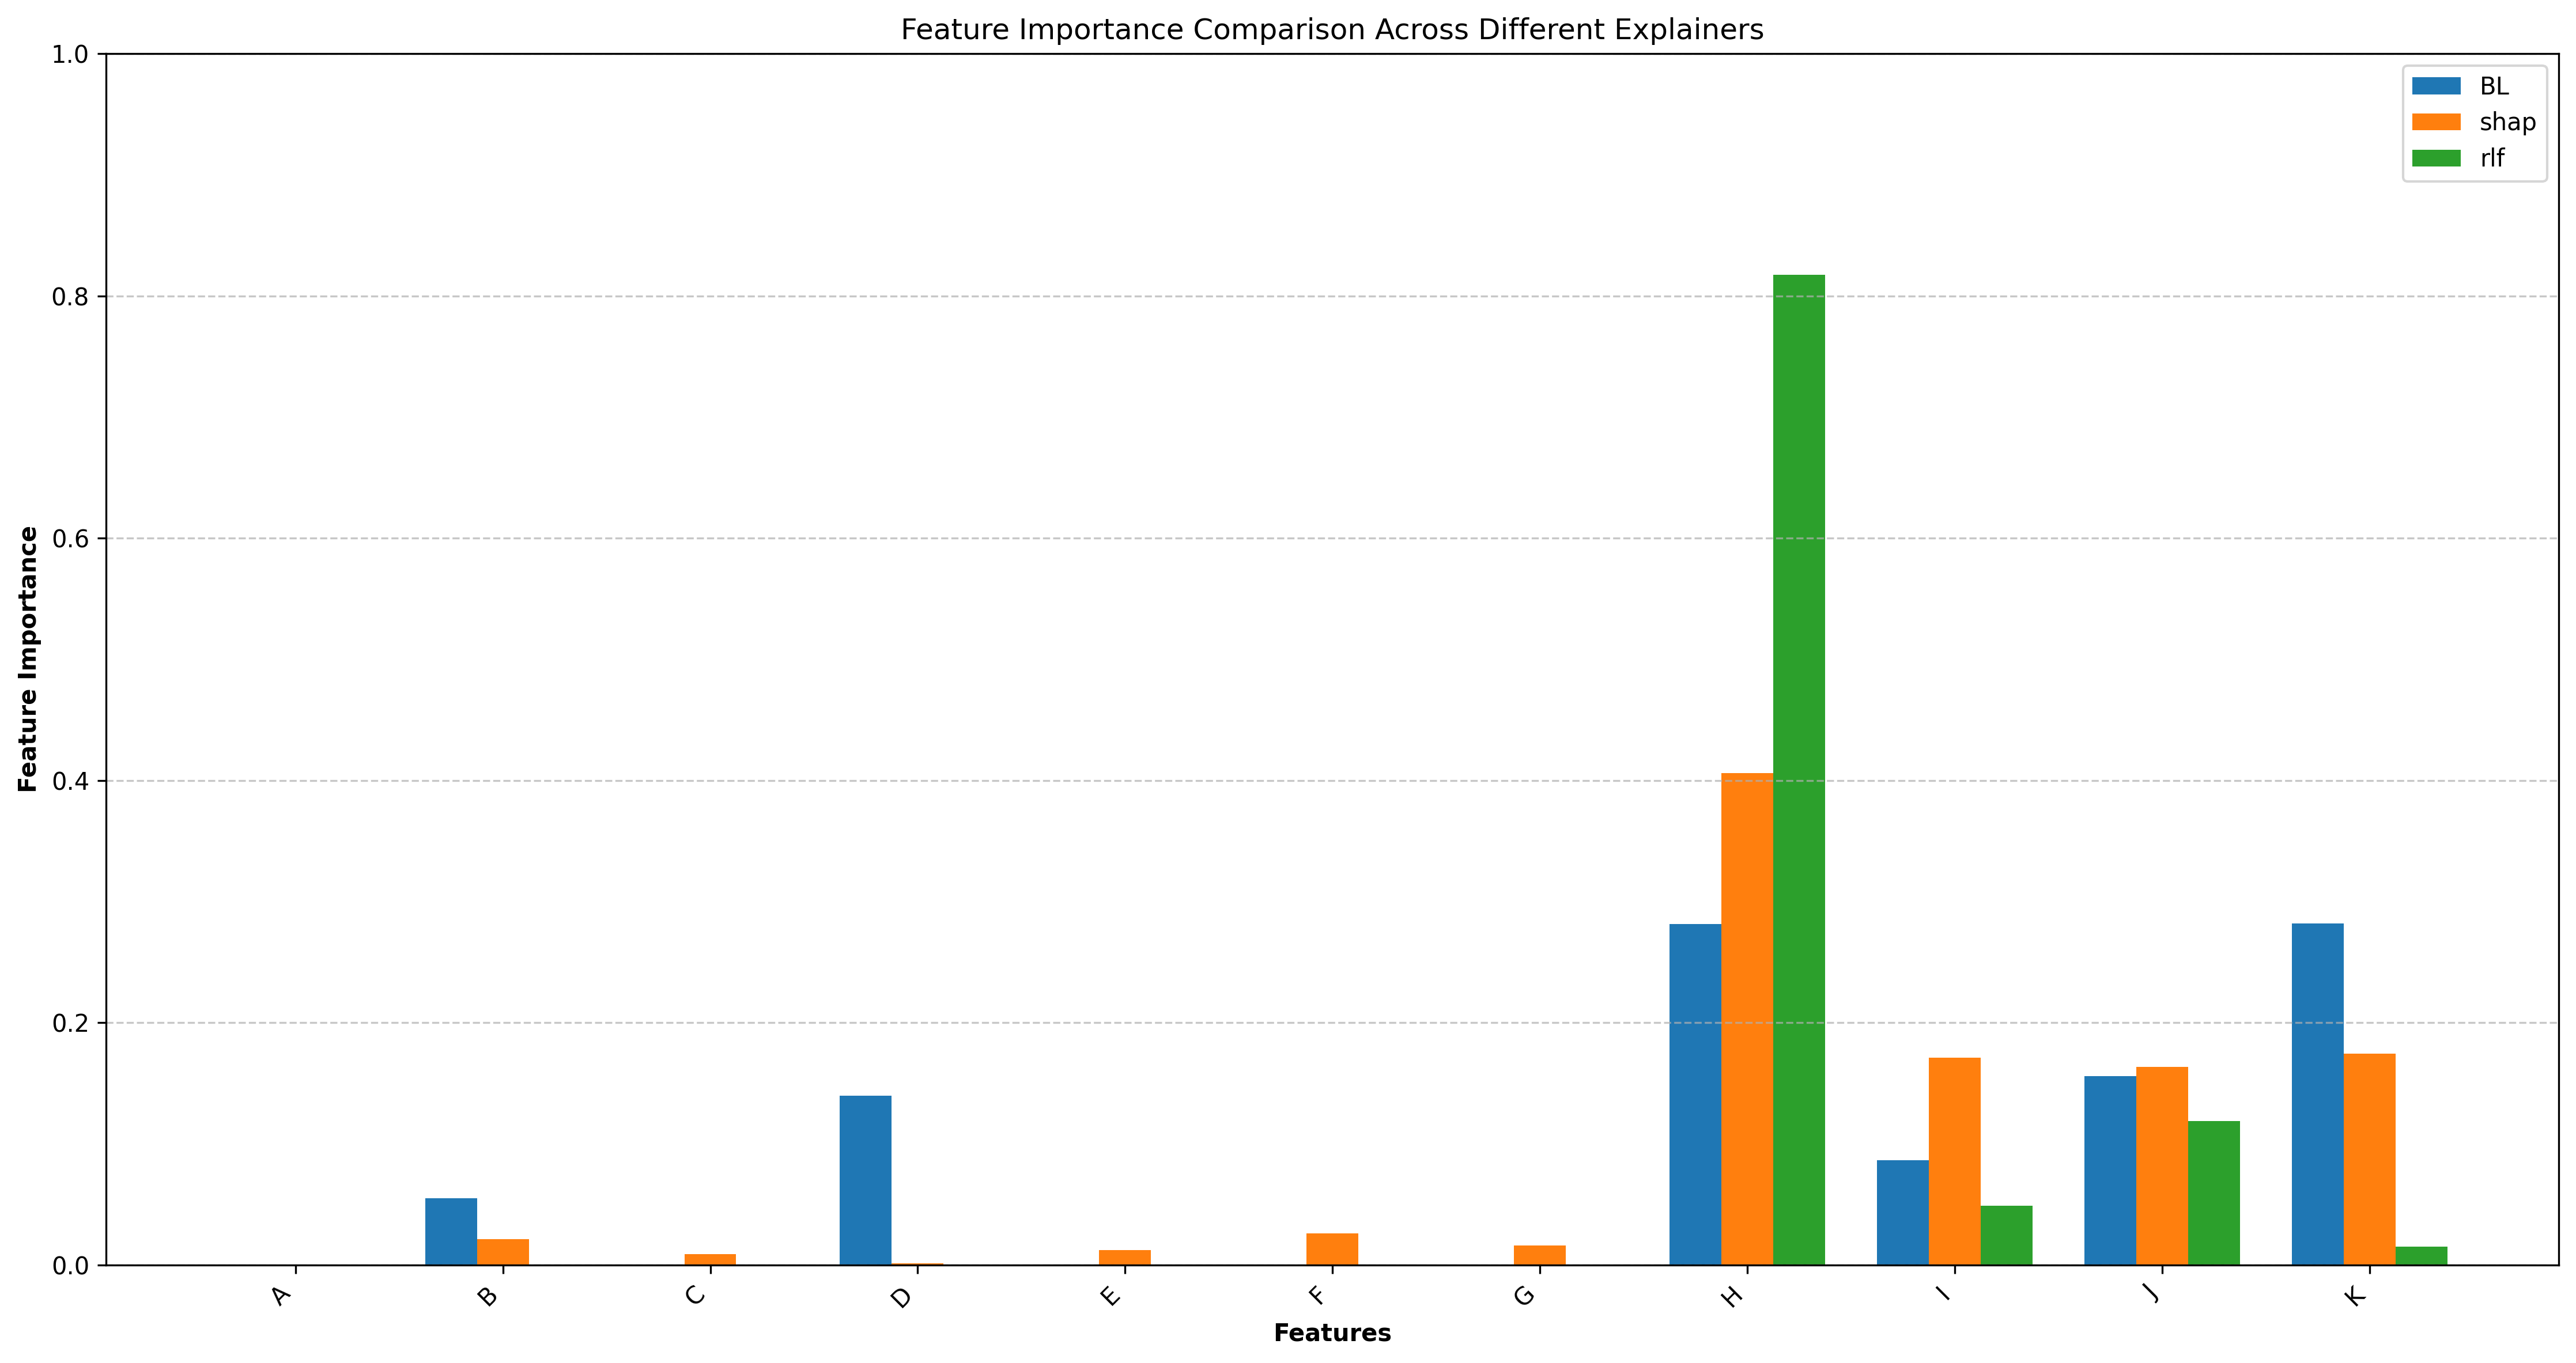 Feature Importance Comparison Across Different Explainers
1.0
BL
shap
rlf
0.8
0.6
0.4
0.2
0.0
Feature Importance
A B C D E F G H I J K
Features